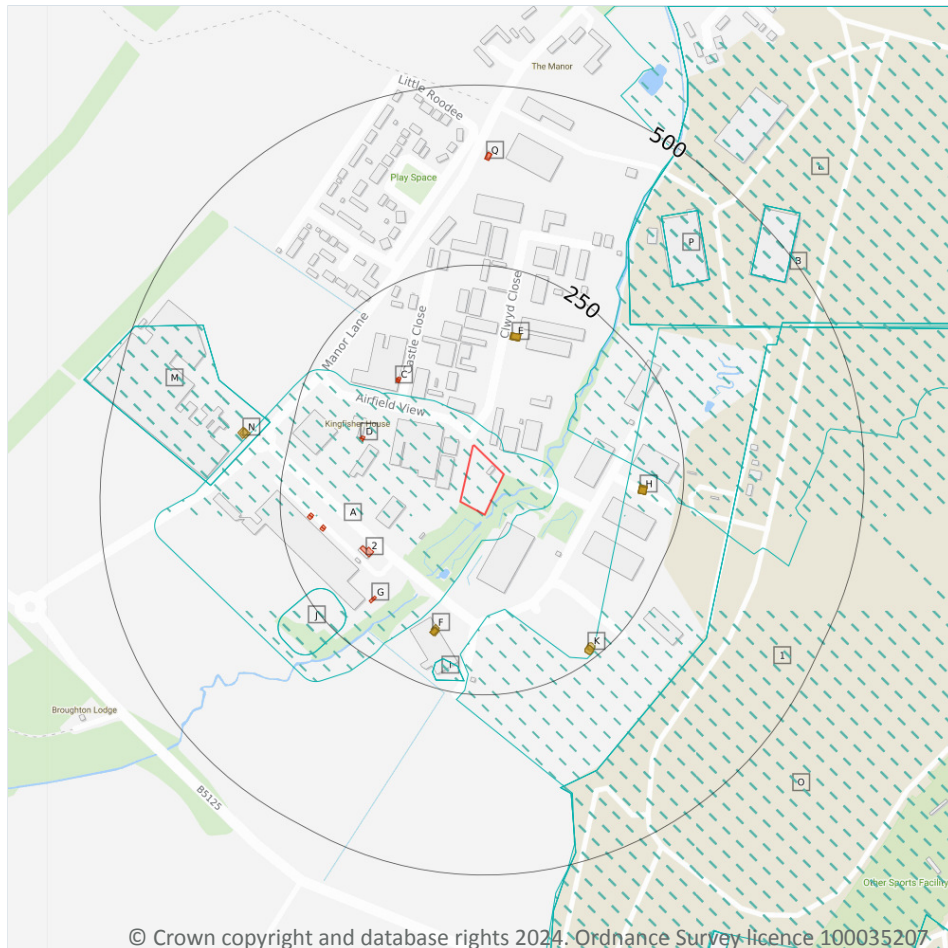 The Manor
Little Roodee
Q
500
Play Space
P
B
250
Clwyd Close
E
Castle Close
Manor Lane
C
M
Airfield View
N
Kingfisher House
D
H
A
2
G
J
F
K
1
Broughton Lodge
O
B5125
Other Sports Facility
© Crown copyright and database rights 2024. Ordnance Survey licence 100035207